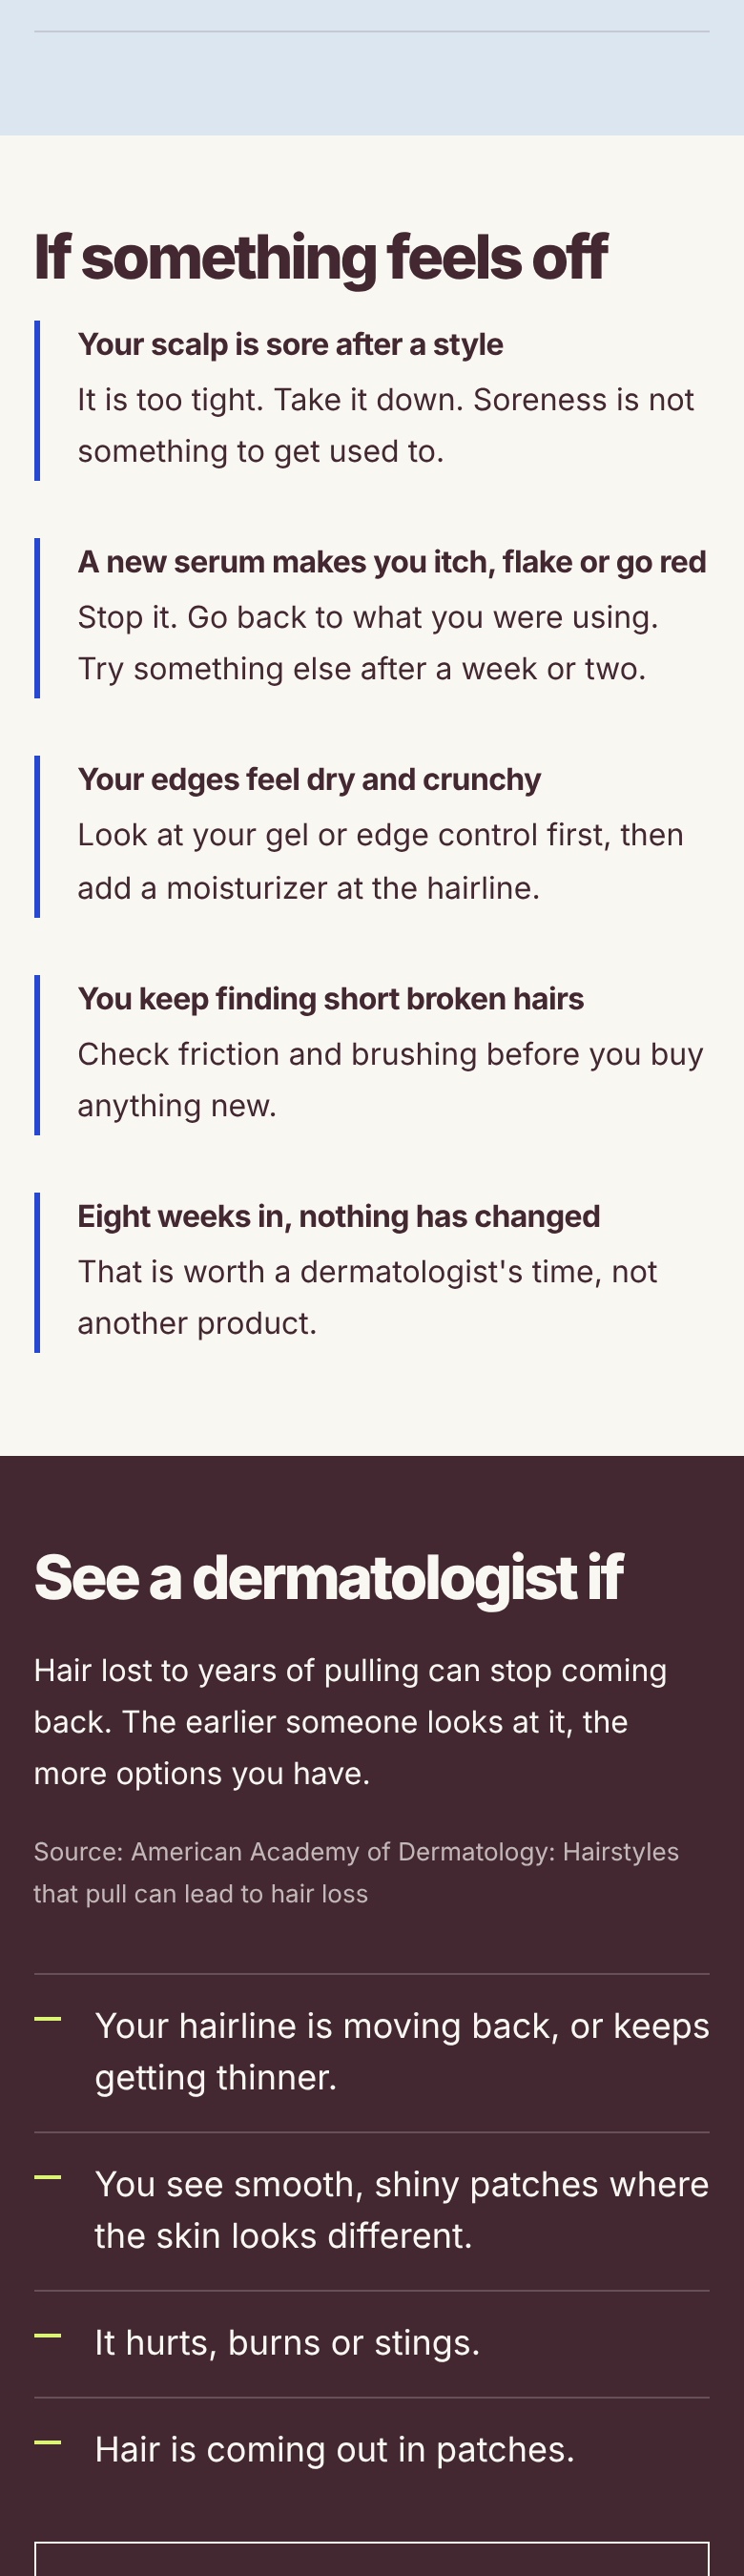 If something feels off
Your scalp is sore after a style
It is too tight. Take it down. Soreness is not
something to get used to.
A new serum makes you itch, flake or go red
Stop it. Go back to what you were using.
Try something else after a week or two.
Your edges feel dry and crunchy
Look at your gel or edge control first, then
add a moisturizer at the hairline.
You keep finding short broken hairs
Check friction and brushing before you buy
anything new.
Eight weeks in, nothing has changed
That is worth a dermatologist's time, not
another product.
See a dermatologist if
Hair lost to years of pulling can stop coming
back. The earlier someone looks at it, the
more options you have.
Source: American Academy of Dermatology: Hairstyles
that pull can lead to hair loss
Your hairline is moving back, or keeps
getting thinner.
You see smooth, shiny patches where
the skin looks different.
It hurts, burns or stings.
Hair is coming out in patches.